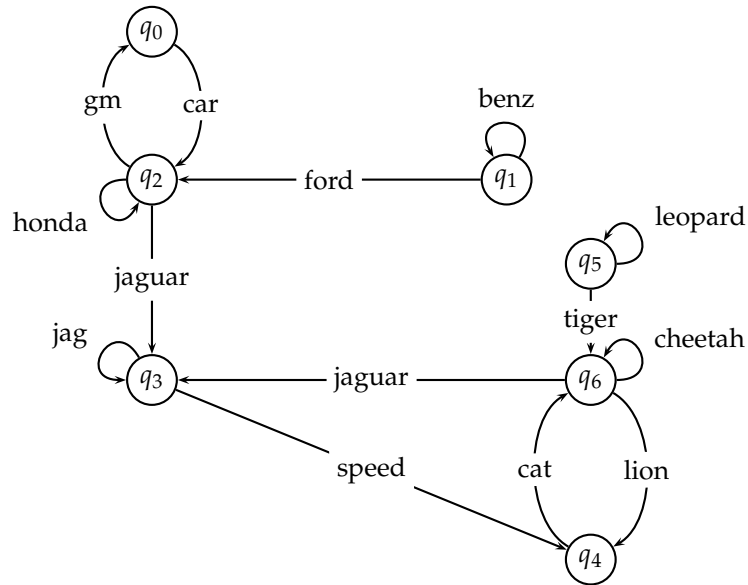 q0
gm
car
benz
q2
ford
q1
honda
leopard
q5
jaguar
tiger
jag
cheetah
q3
jaguar
q6
speed
cat
lion
q4